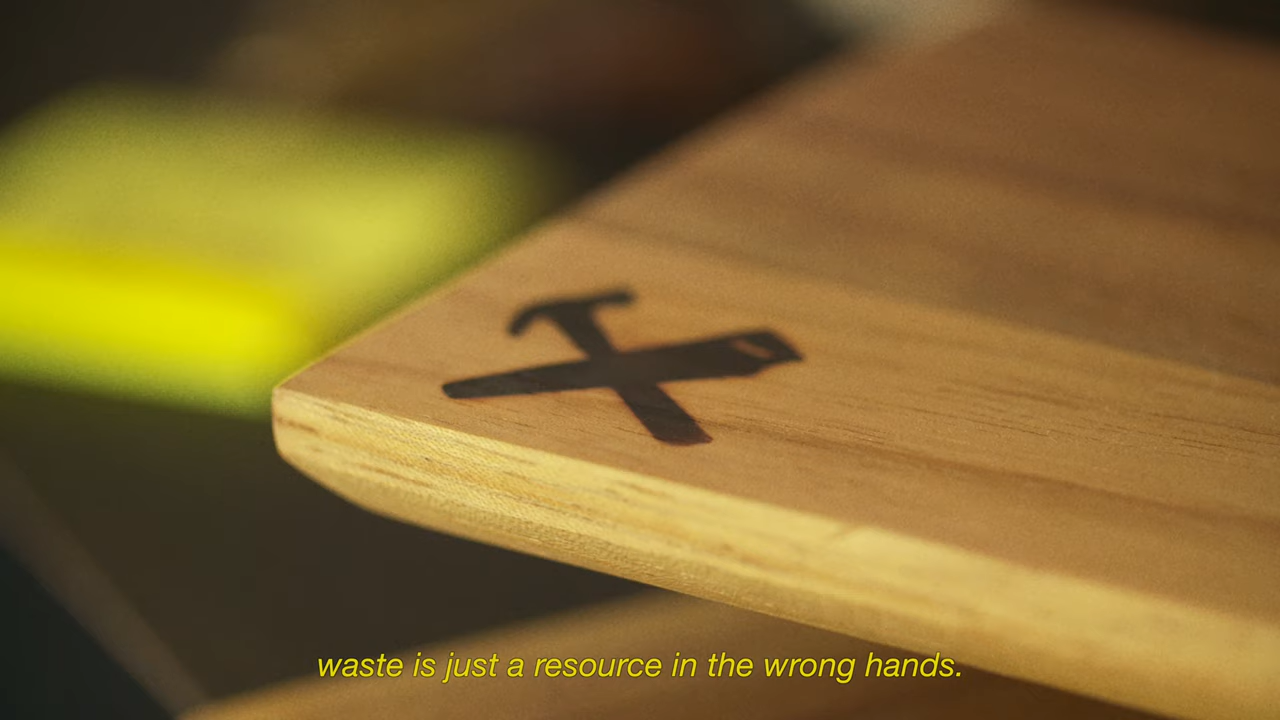 waste is just a resource in the wrong hands.